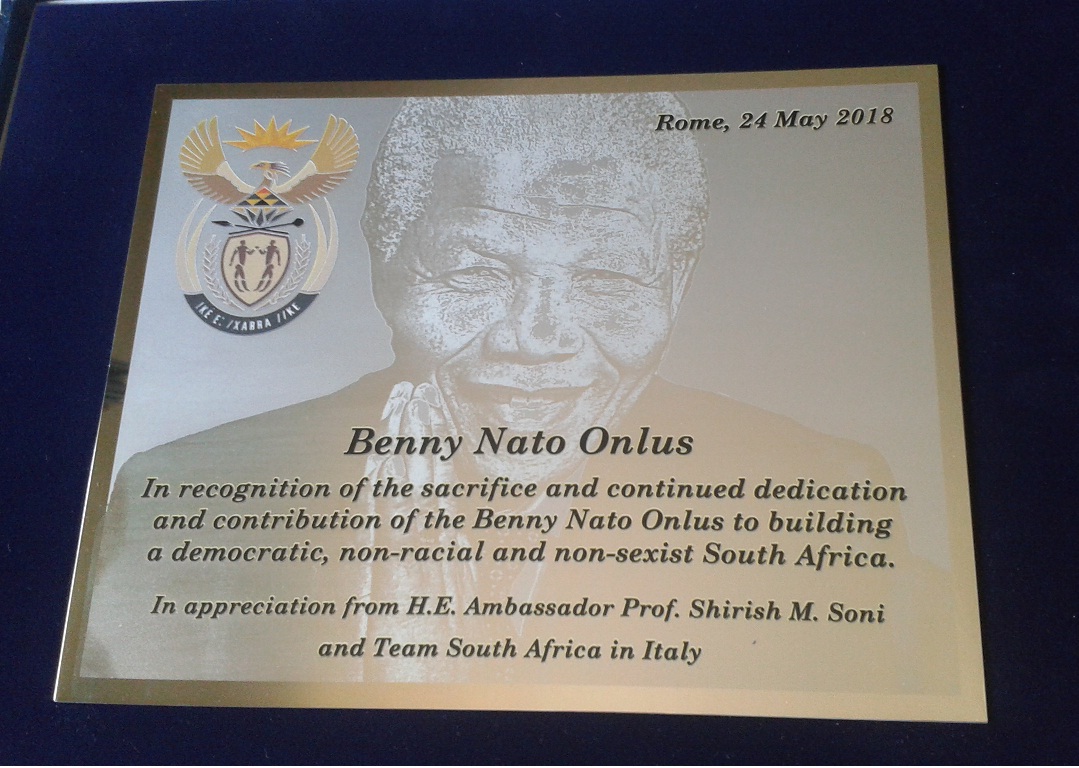 Rome, 24 May 2018
!KE E: /XARRA //KE
Benny Nato Onlus
In recognition of the sacrifice and continued dedication
and contribution of the Benny Nato Onlus to building
a democratic, non-racial and non-sexist South Africa.
In appreciation from H.E. Ambassador Prof. Shirish M. Soni
and Team South Africa in Italy